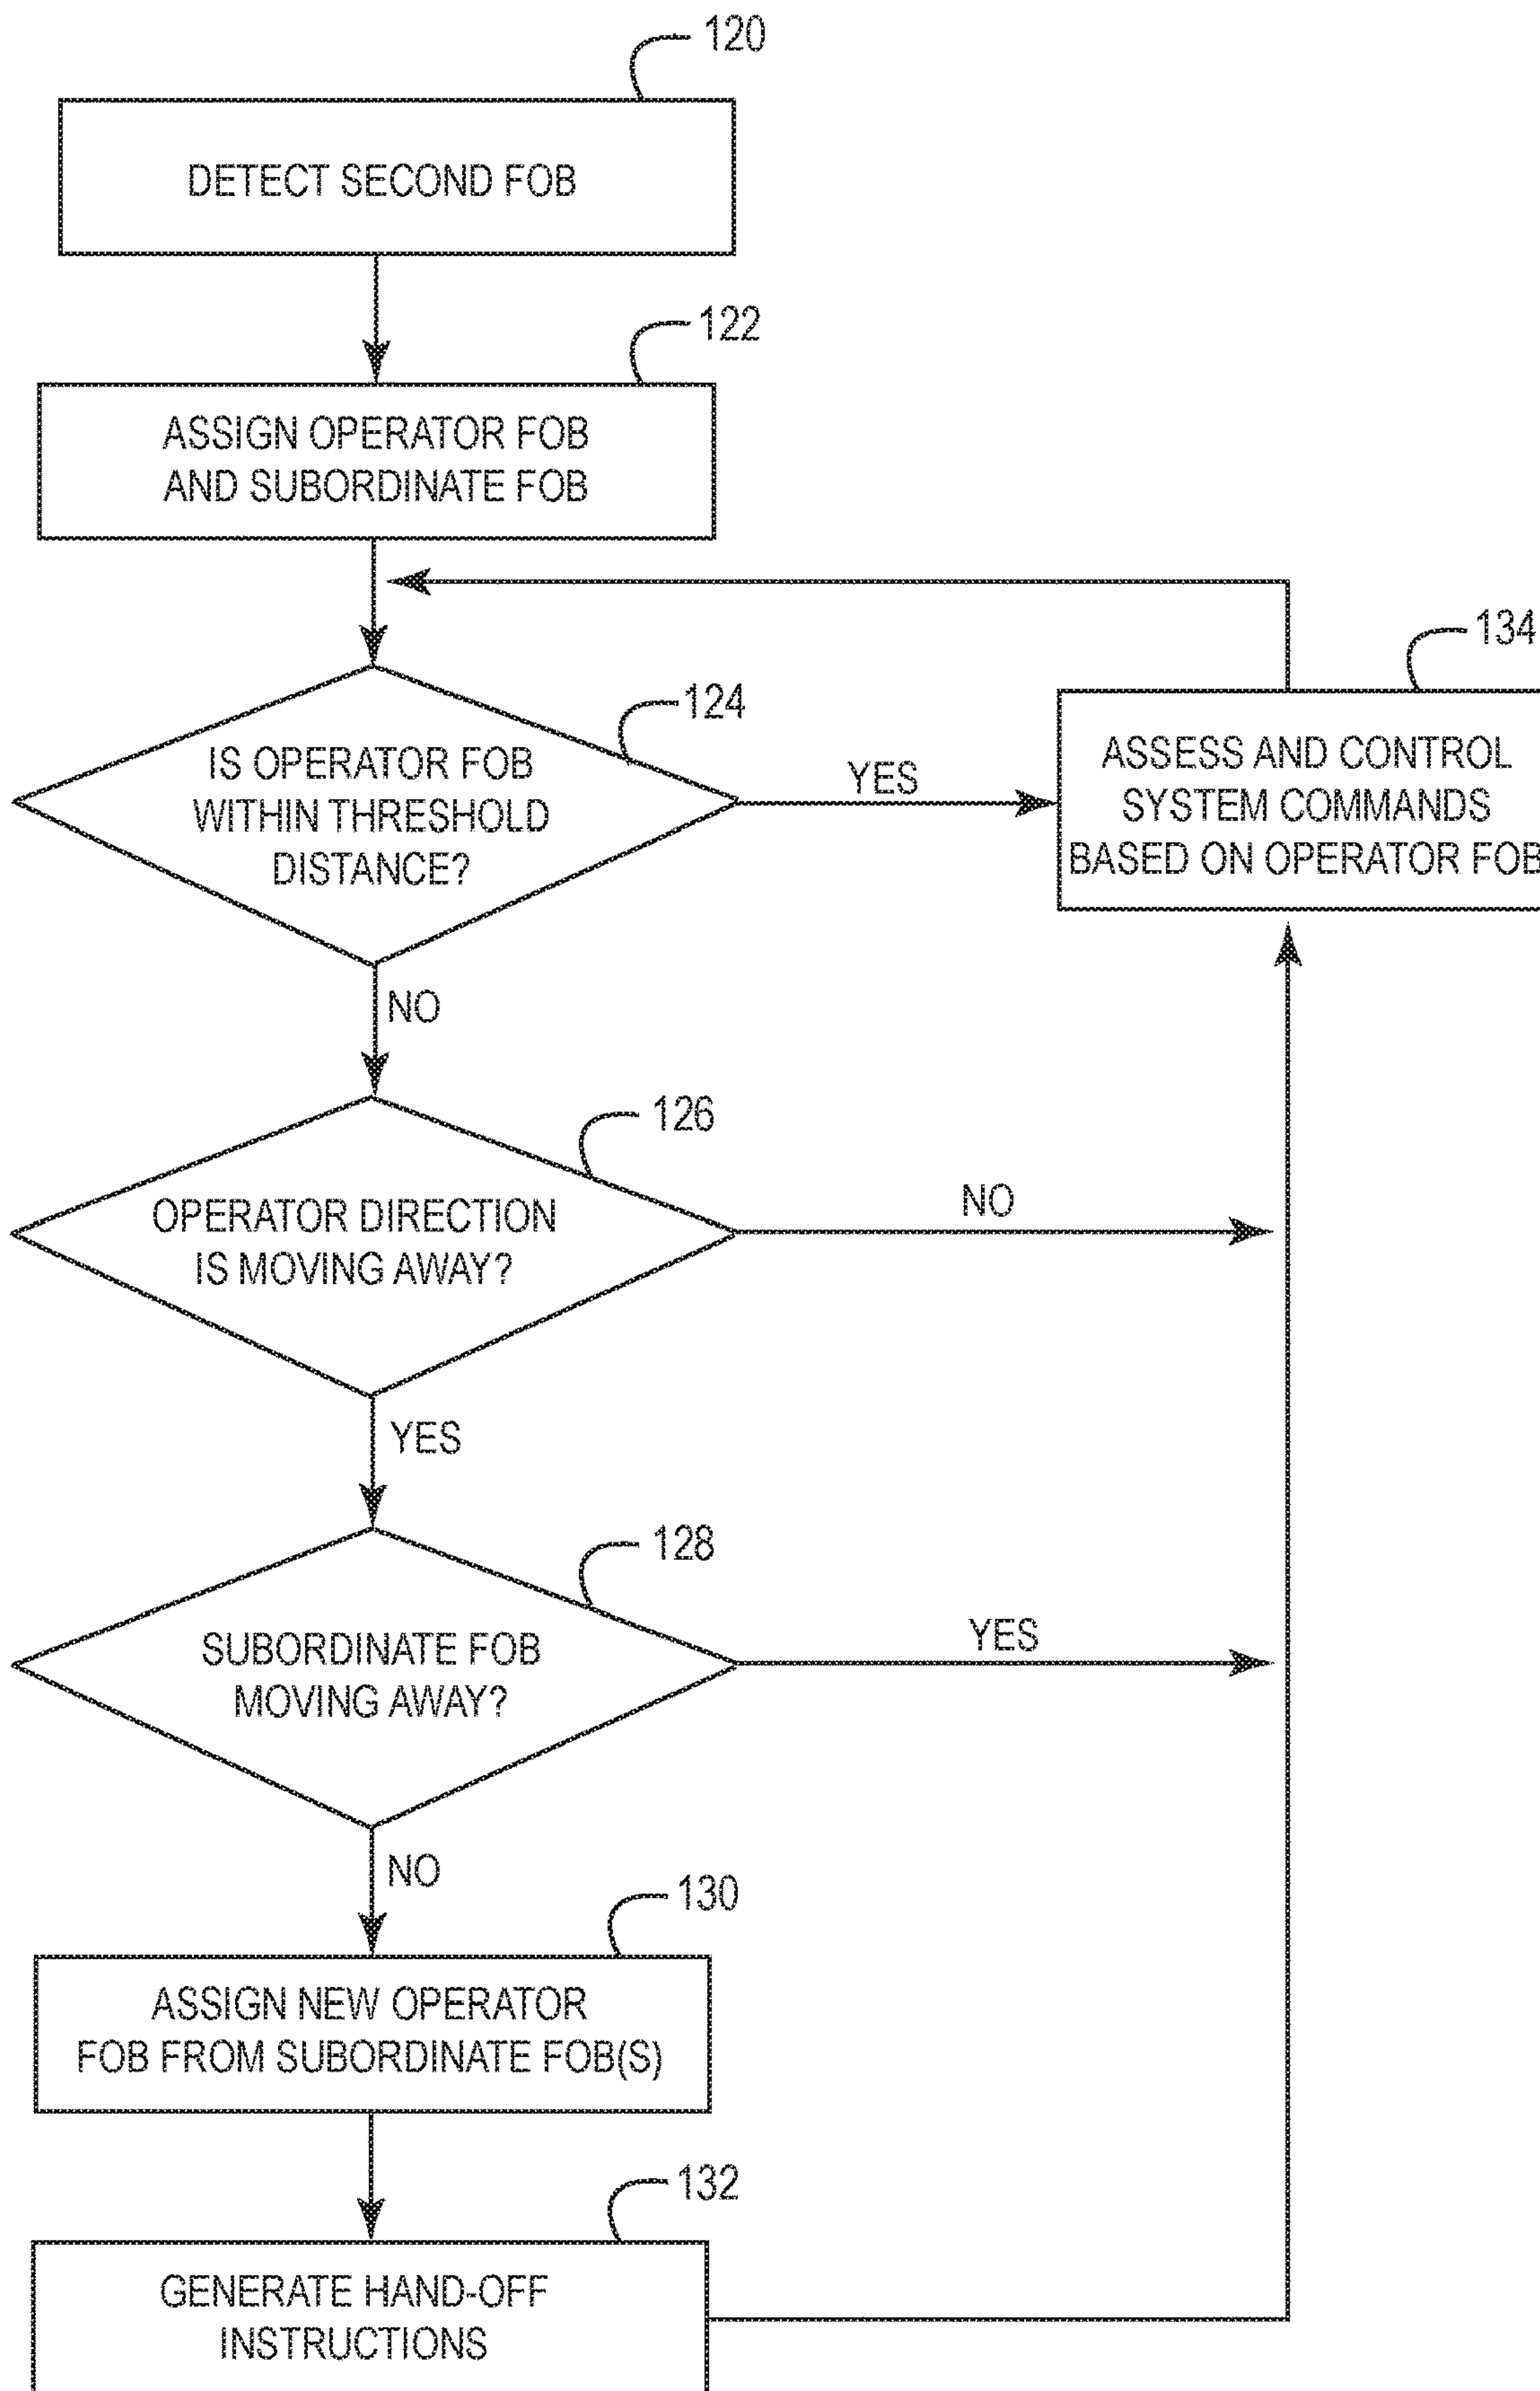 120
DETECT SECOND FOB
122
ASSIGN OPERATOR FOB
AND SUBORDINATE FOB
134
124
IS OPERATOR FOB
WITHIN THRESHOLD
DISTANCE?
YES
ASSESS AND CONTROL
SYSTEM COMMANDS
BASED ON OPERATOR FOB
NO
126
OPERATOR DIRECTION
IS MOVING AWAY?
NO
YES
128
SUBORDINATE FOB
MOVING AWAY?
YES
NO
130
ASSIGN NEW OPERATOR
FOB FROM SUBORDINATE FOB(S)
132
GENERATE HAND-OFF
INSTRUCTIONS